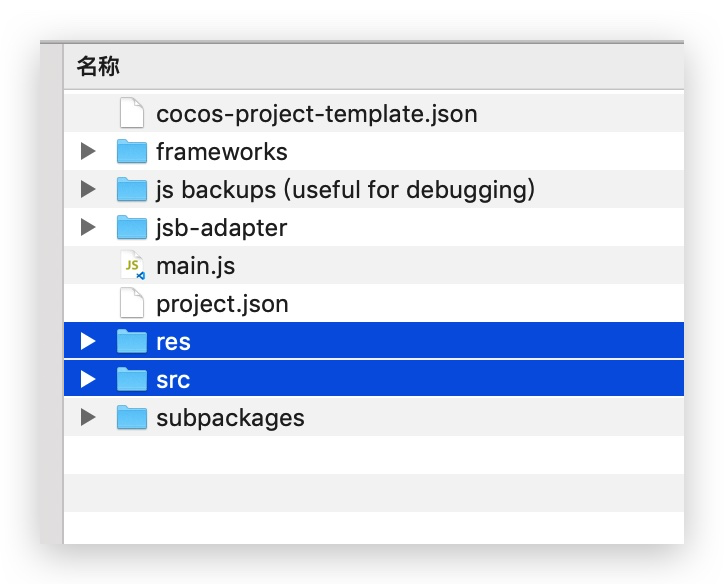 名称
cocos-project-template.json
frameworks
js backups (useful for debugging)
jsb-adapter
JS
main.js
project.json
res
src
subpackages